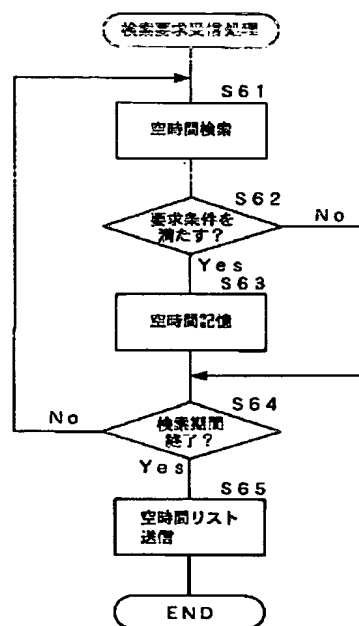 検索要求受信処理
S61
空時間検索
S62
要求条件を
満たす？
No
Yes
S63
空時間記憶
S64
検索期間
終了？
No
Yes
S65
空時間リスト
送信
END